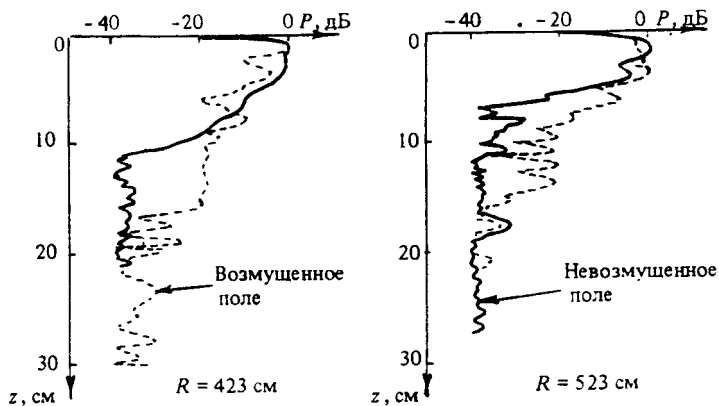 -40 -20 0 P, дБ
0
10
20
30
z, см
Возмущенное
поле
R = 423 см
-40 -20 0 P, дБ
0
10
20
30
z, см
Невозмущенное
поле
R = 523 см